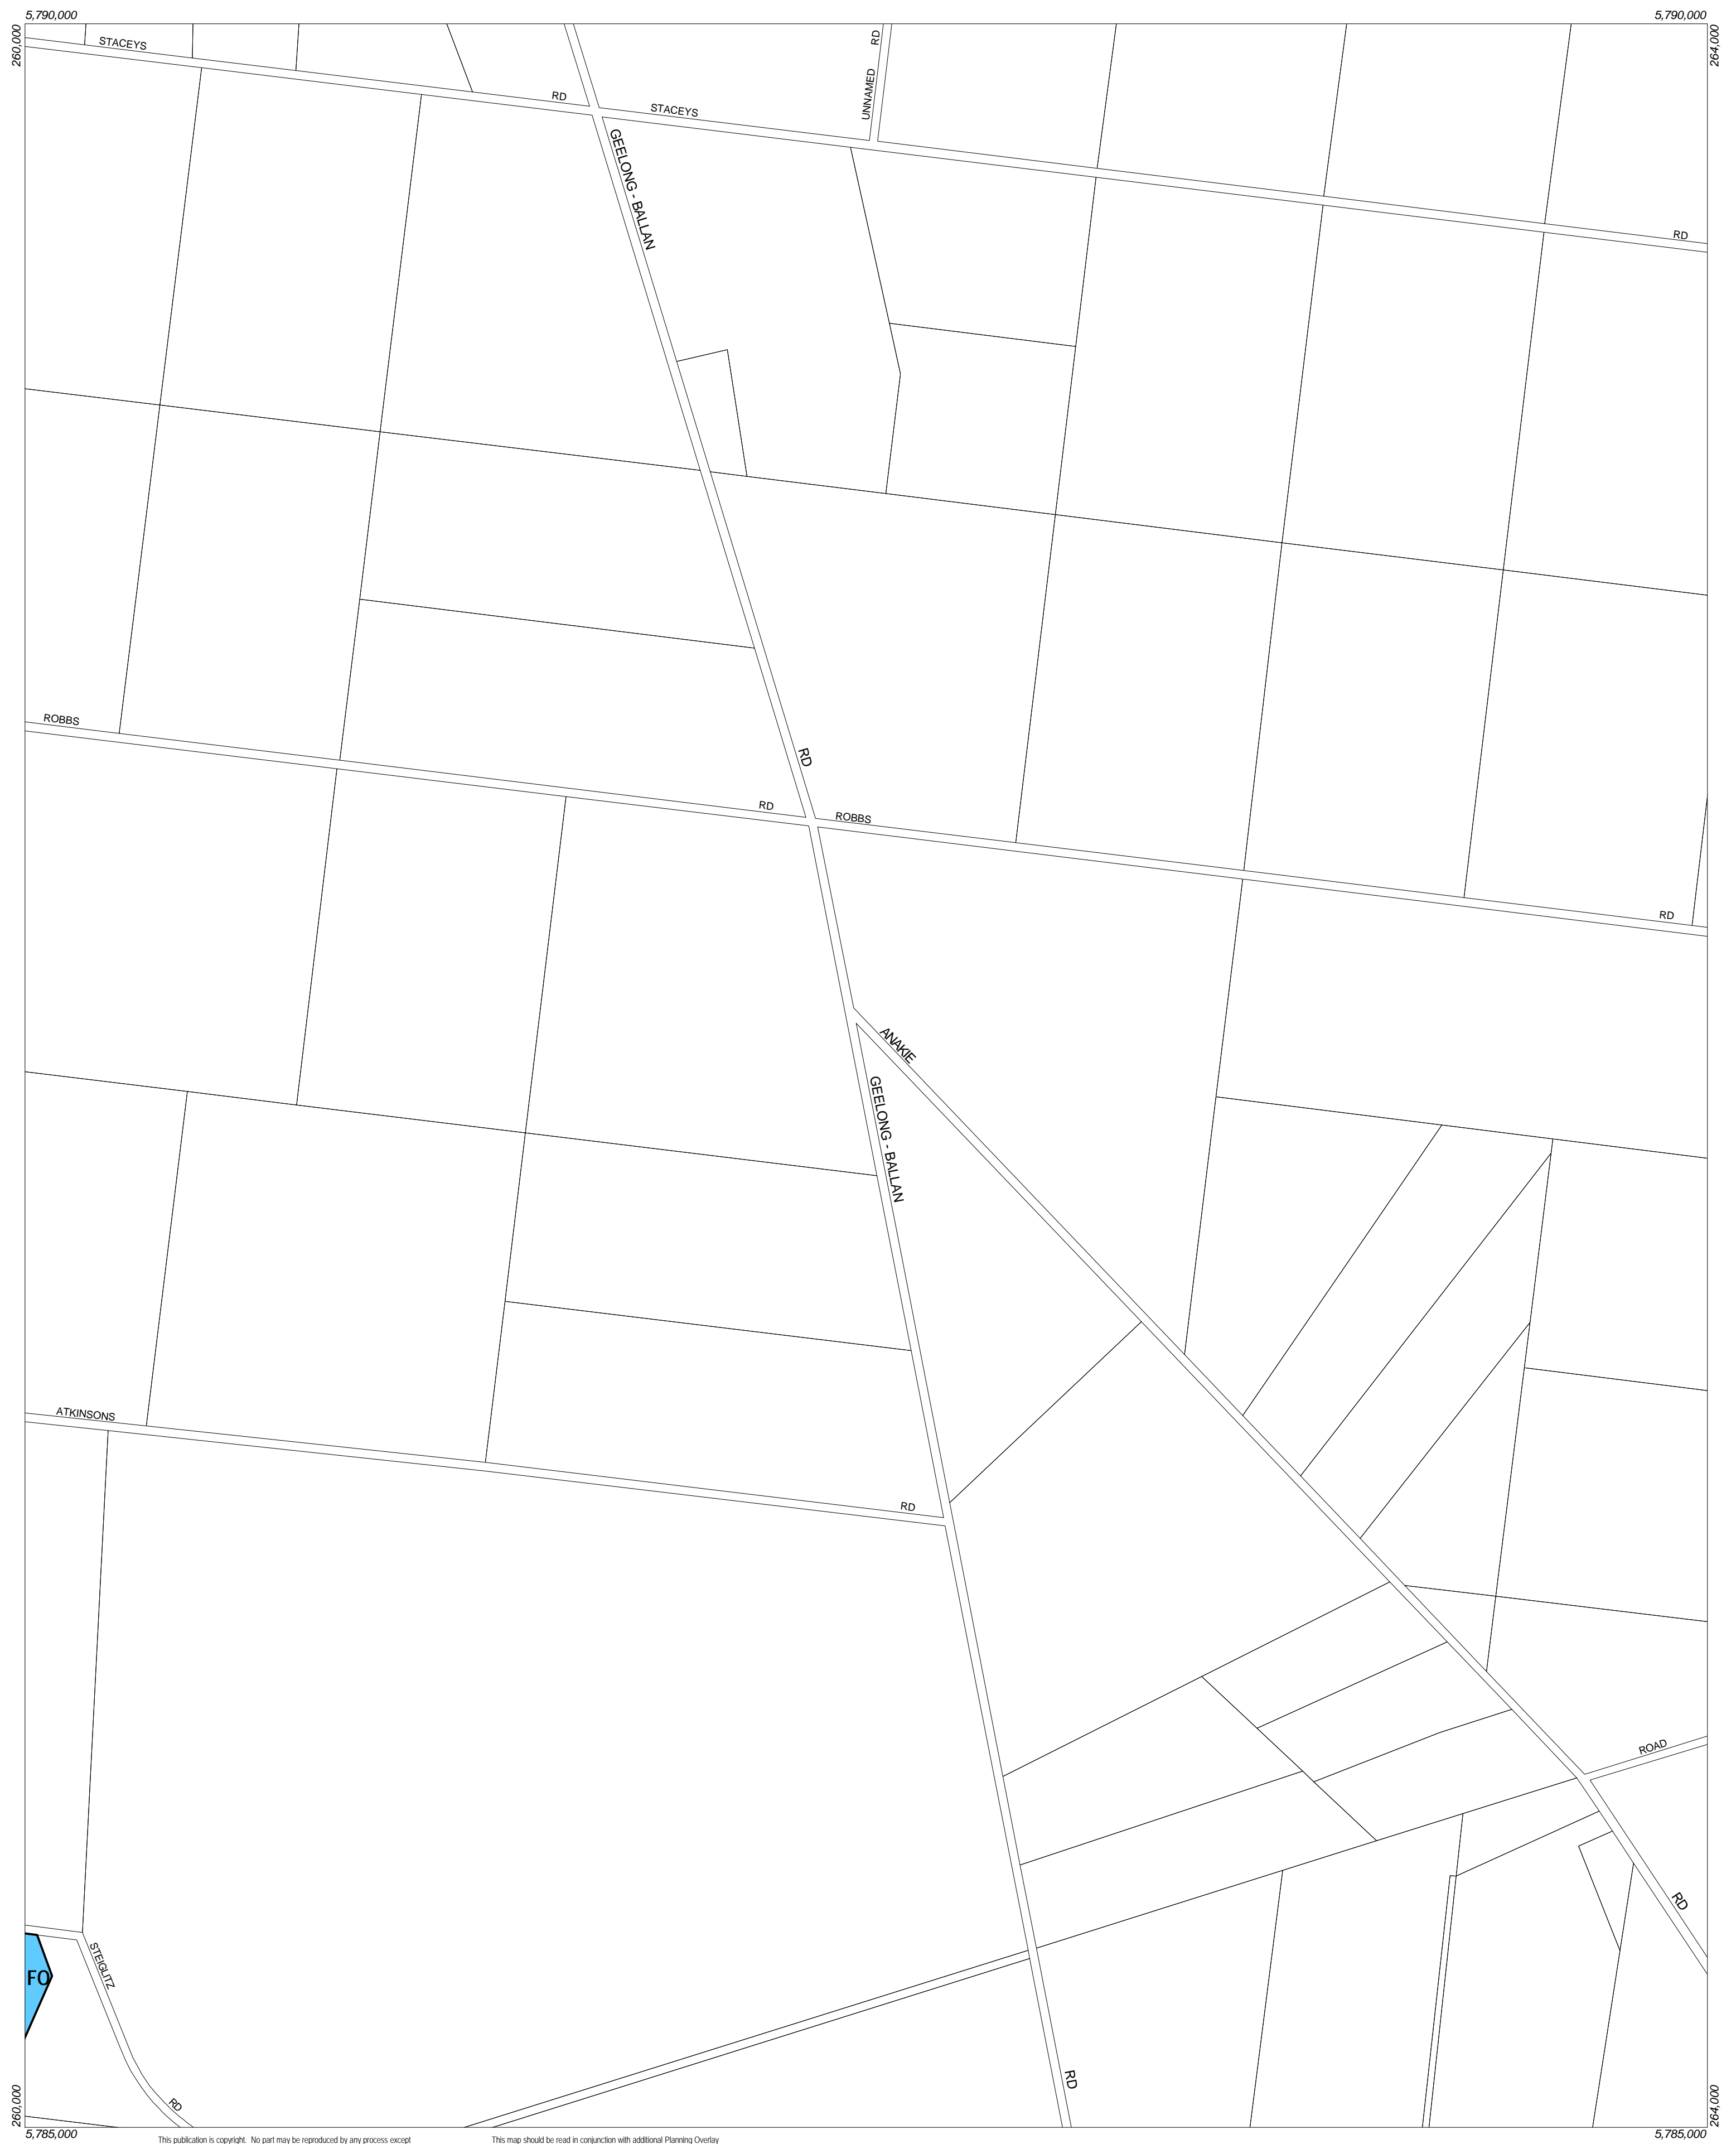 5,790,000
5,790,000
260,000
264,000
STACEYS
RD
UNNAMED RD
STACEYS
RD
GEELONG - BALLAN
ROBBS
RD
RD
ROBBS
RD
ANAKIE
GEELONG - BALLAN
ATKINSONS
RD
ROAD
RD
STEIGLITZ
FO
RD
RD
260,000
264,000
5,785,000
5,785,000
This publication is copyright. No part may be reproduced by any process except
This map should be read in conjunction with additional Planning Overlay